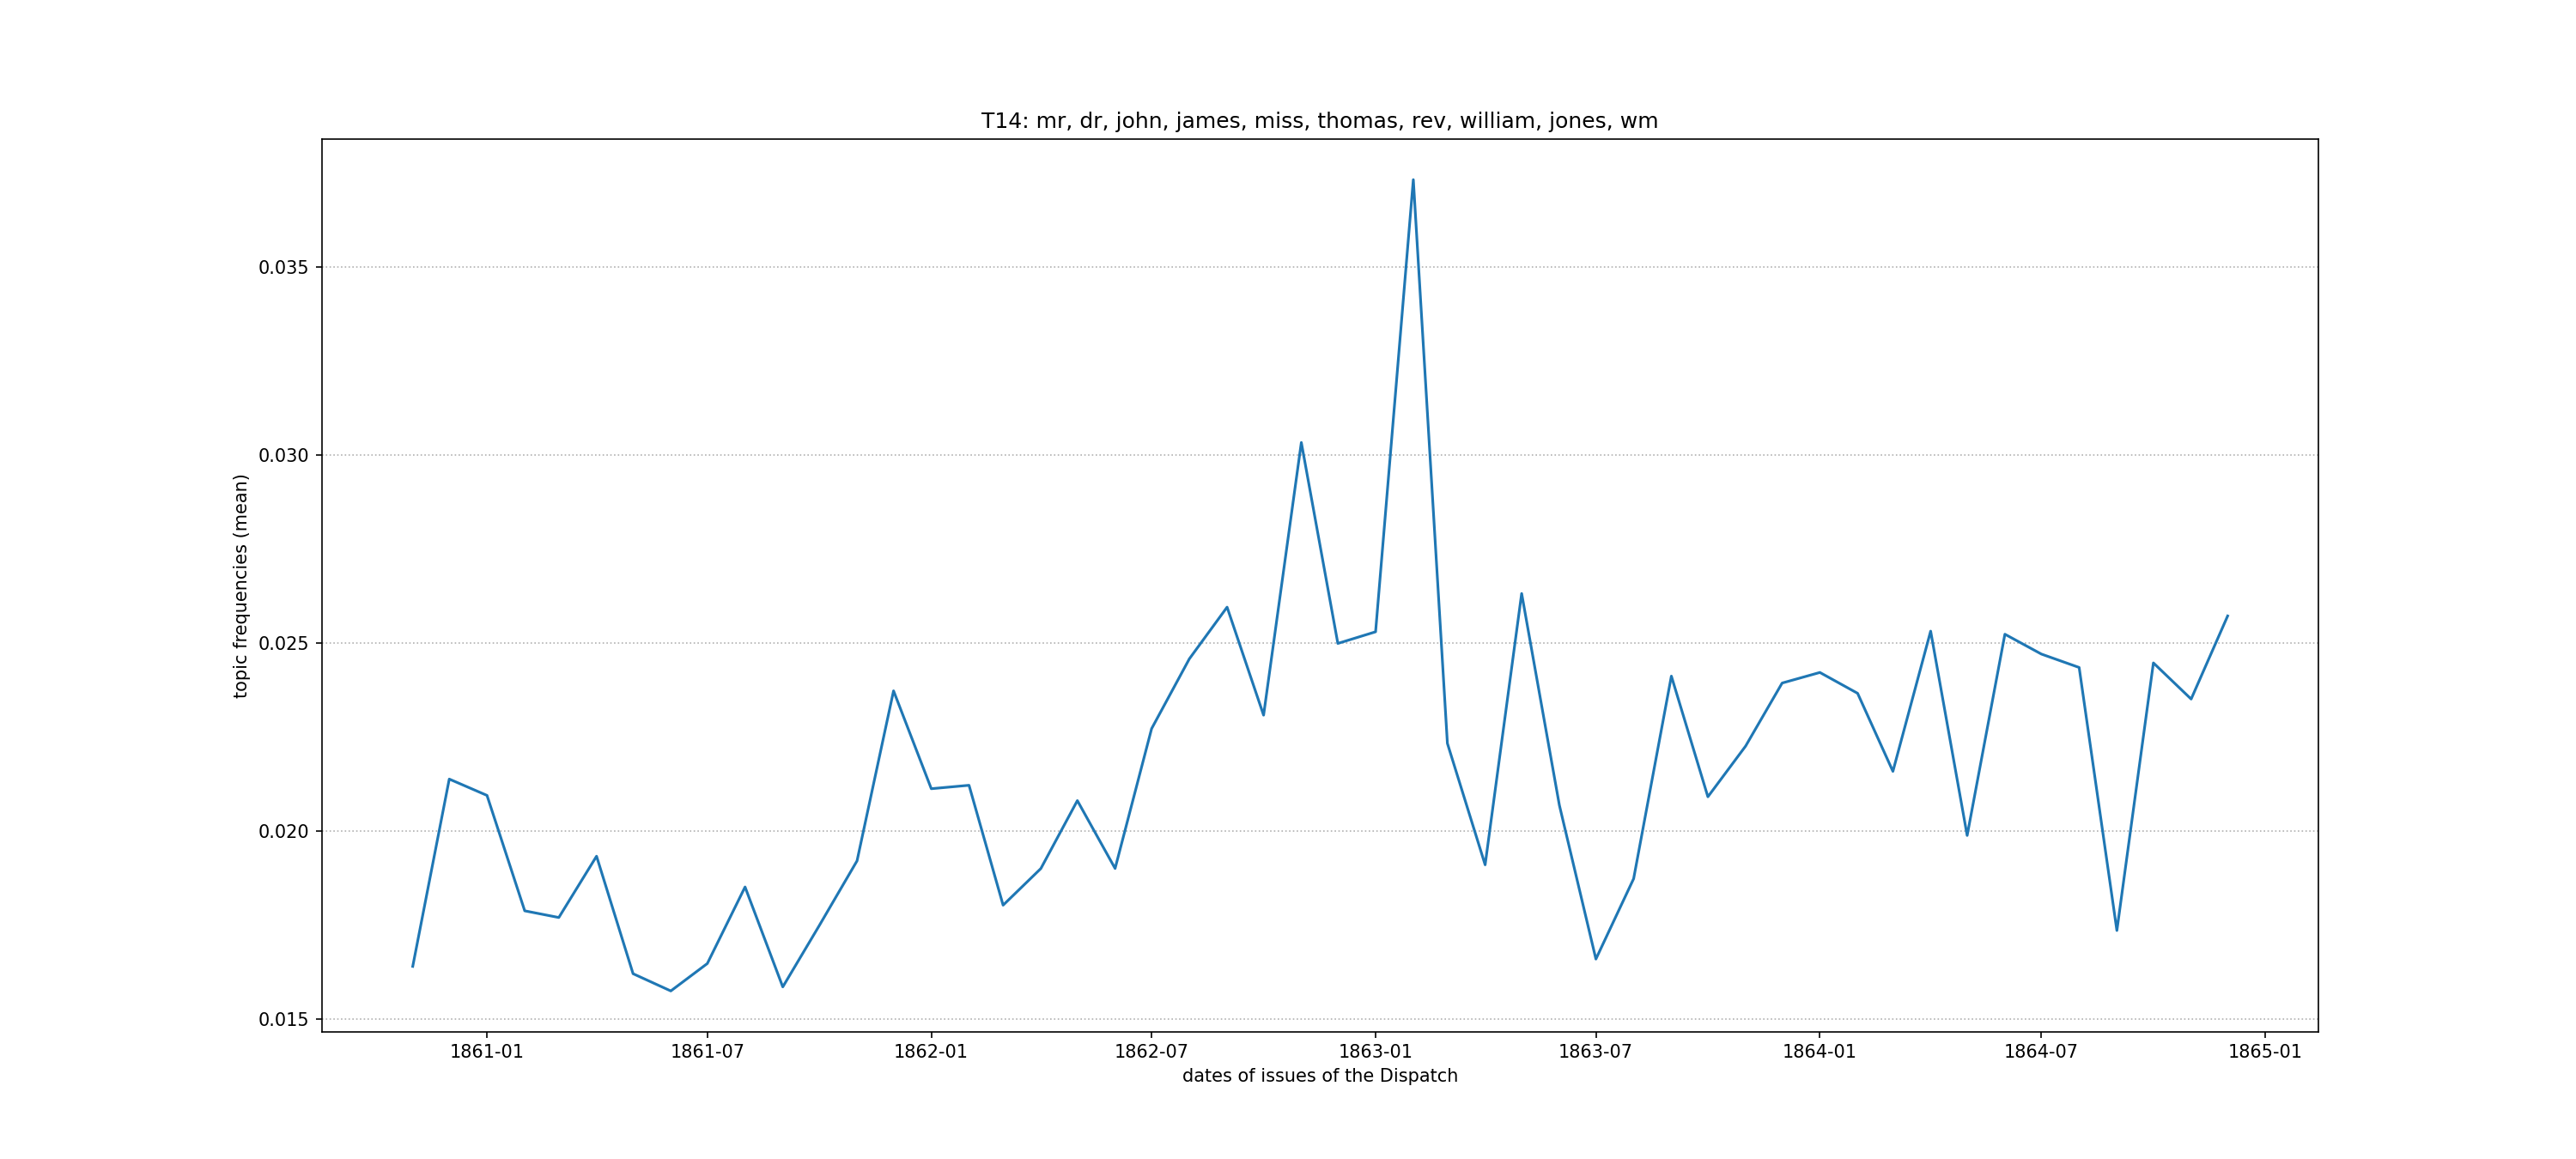 T14: mr, dr, john, james, miss, thomas, rev, william, jones, wm
topic frequencies (mean)
0.035
0.030
0.025
0.020
0.015
1861-01 1861-07 1862-01 1862-07 1863-01 1863-07 1864-01 1864-07 1865-01
dates of issues of the Dispatch